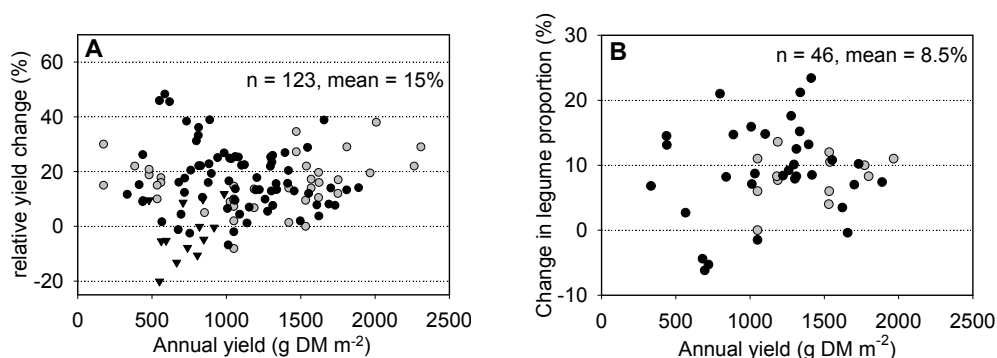 A
n = 123, mean = 15%
relative yield change (%)
60
40
20
0
-20
0
500
1000
1500
2000
2500
Annual yield (g DM m-2)
B
n = 46, mean = 8.5%
Change in legume proportion (%)
30
20
10
0
-10
0
500
1000
1500
2000
2500
Annual yield (g DM m-2)